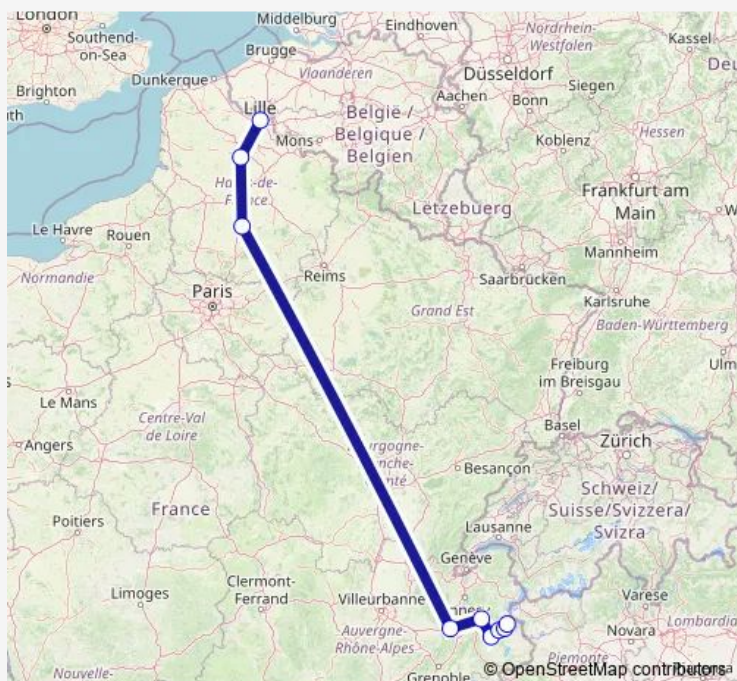 London
Middelburg
Eindhoven
Southend-
on-Sea
Brugge
Nordrhein-
Westfalen
Kassel
Brighton
Dunkerque
Vlaanderen
Düsseldorf
Siegen
Lille
Mons
België /
Belgique /
Belgien
Aachen
Bonn
Koblenz
Hessen
Letzebuerg
Frankfurt am
Main
Le Havre
Rouen
Reims
Saarbrücken
Mannheim
Normandie
Paris
Grand Est
Karlsruhe
Baden-Württemberg
Ulm
Le Mans
Freiburg
im Breisgau
Centre-Val
de Loire
Angers
Basel
Zürich
Besançon
France
Schweiz/
Suisse/Svizzera/
Svizra
Poitiers
Lausanne
Genève
Limoges
Clermont-
Ferrand
Villeurbanne
Varese
Lombardia
Auvergne-
Rhône-Alpes
Novara
Nouvelle-
Grenoble
Piemonte
© OpenStreetMap contributors